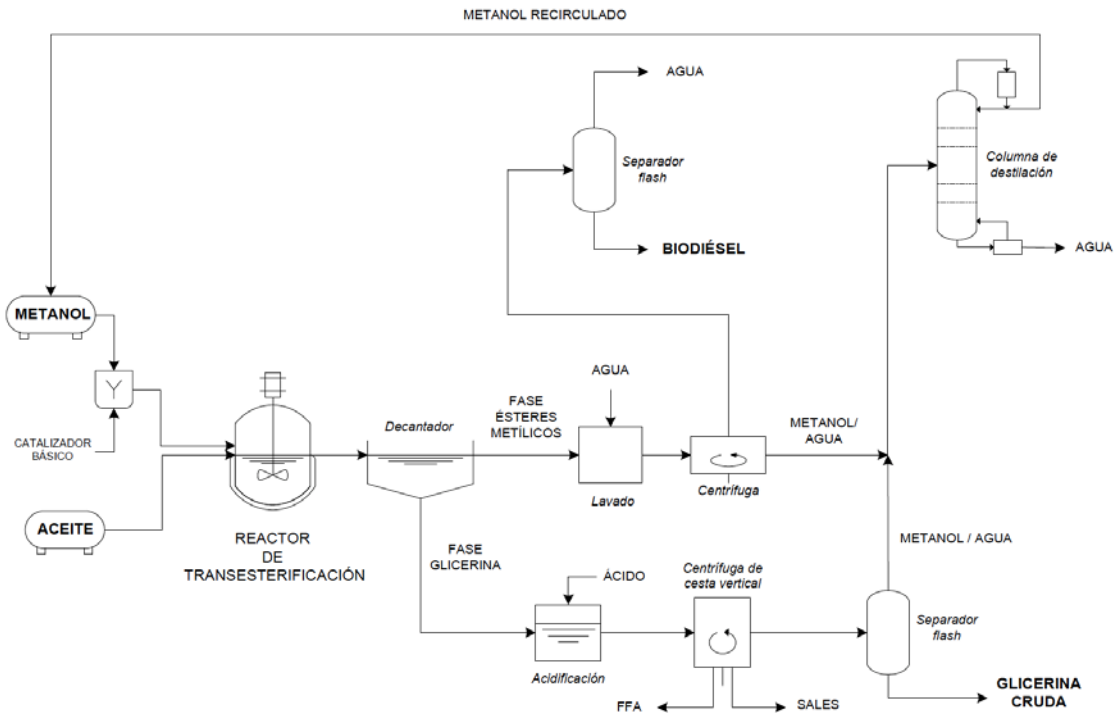 METANOL RECIRCULADO
AGUA
Separador
flash
BIODIÉSEL
Columna de
destilación
AGUA
METANOL
CATALIZADOR
BÁSICO
ACEITE
REACTOR
DE
TRANSESTERIFICACIÓN
Decantador
FASE
ÉSTERES
METÍLICOS
AGUA
Lavado
Centrífuga
METANOL/
AGUA
METANOL / AGUA
FASE
GLICERINA
ÁCIDO
Acidificación
Centrífuga de
cesta vertical
FFA
SALES
Separador
flash
GLICERINA
CRUDA